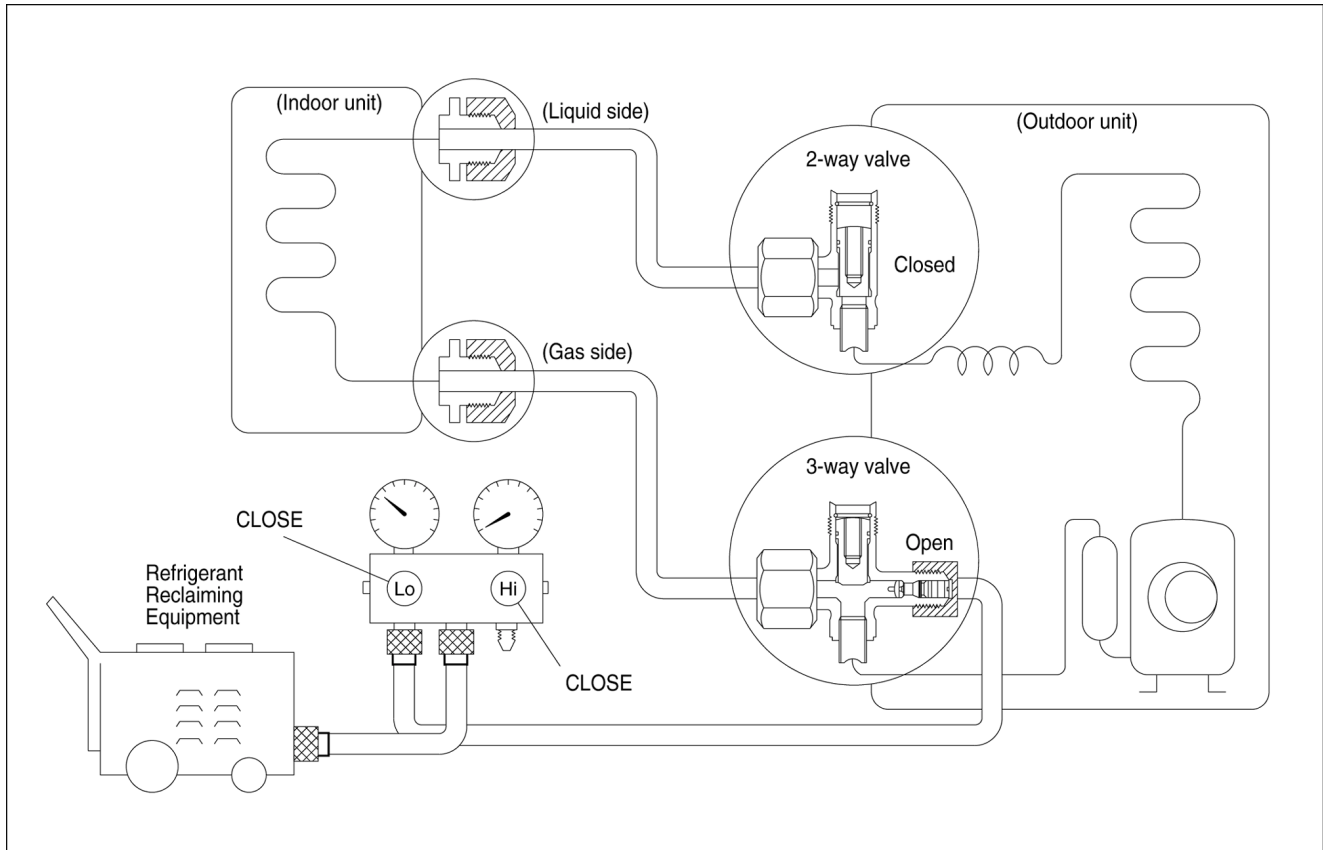 (Indoor unit)
(Liquid side)
(Outdoor unit)
2-way valve
Closed
(Gas side)
3-way valve
Open
CLOSE
Lo
Hi
Refrigerant
Reclaiming
Equipment
CLOSE